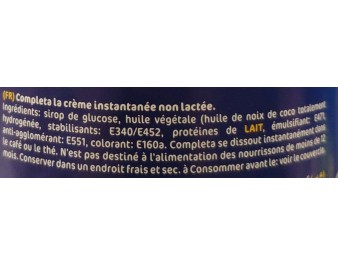 (FR) Completa la crème instantanée non lactée.
Ingrédients: sirop de glucose, huile végétale (huile de noix de coco totalement
hydrogénée, stabilisants: E340/E452, protéines de LAIT, émulsifiant: E471,
anti-agglomérant: E551, colorant: E160a. Completa se dissout instantanément dans
le café ou le thé. N'est pas destiné à l'alimentation des nourrissons de moins de 12
mois. Conserver dans un endroit frais et sec. à Consommer avant le: voir le couvercle.